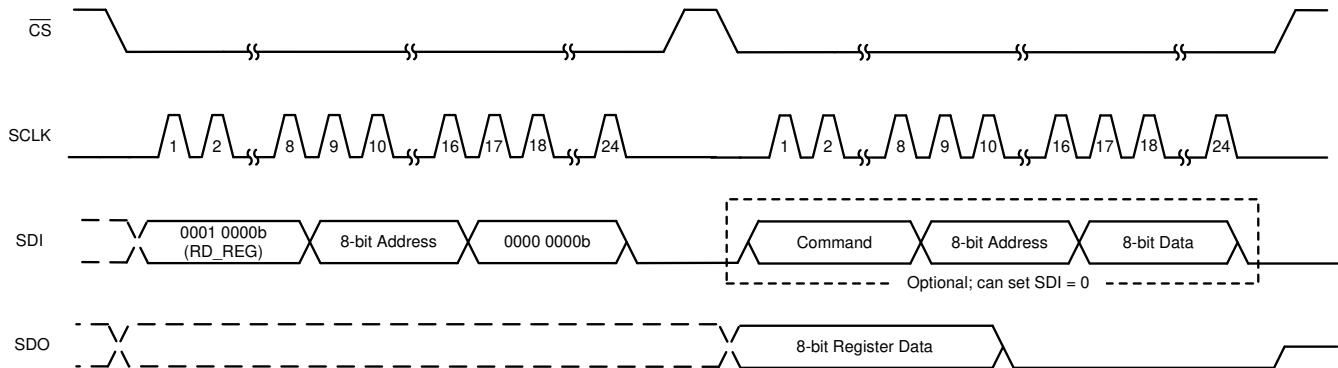 CS
SCLK
1 2 8 9 10 16 17 18 24 1 2 8 9 10 16 17 18 24
SDI
0001 0000b
(RD_REG)
8-bit Address
0000 0000b
Command
8-bit Address
8-bit Data
Optional; can set SDI = 0
SDO
8-bit Register Data